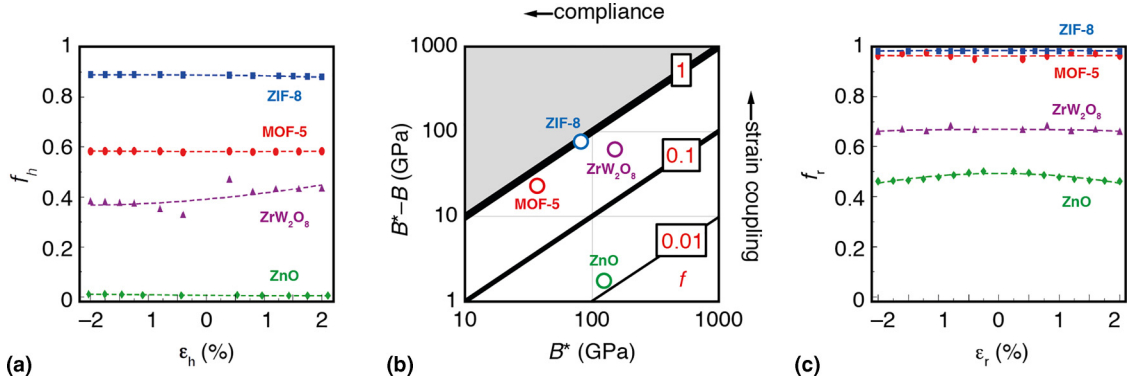 1
0.8
0.6
0.4
0.2
0
f_h
ZIF-8
MOF-5
ZrW₂O₈
ZnO
−2 1 0 1 2
ε_h (%)
(a)
compliance
1000
100
10
1
B*−B (GPa)
1
0.1
0.01
f
ZIF-8
ZrW₂O₈
MOF-5
ZnO
10 100 1000
B* (GPa)
strain coupling
(b)
1
0.8
0.6
0.4
0.2
0
f_r
ZIF-8
MOF-5
ZrW₂O₈
ZnO
−2 1 0 1 2
ε_r (%)
(c)